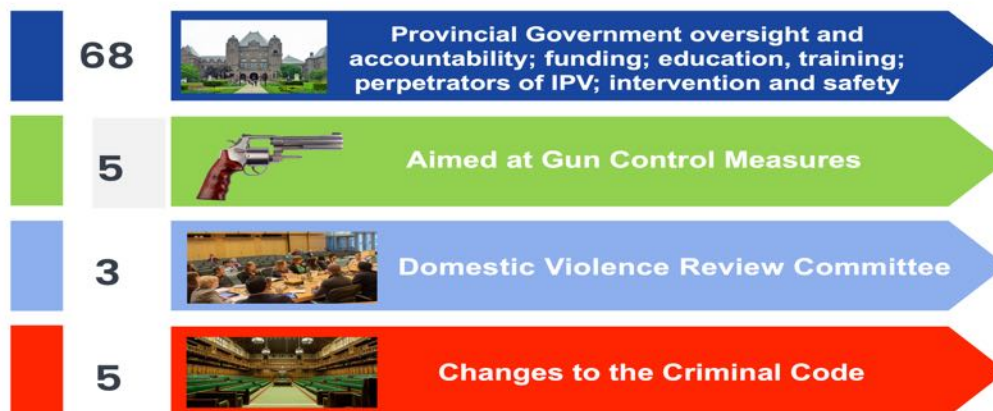 68
Provincial Government oversight and
accountability; funding; education, training;
perpetrators of IPV; intervention and safety
5
Aimed at Gun Control Measures
3
Domestic Violence Review Committee
5
Changes to the Criminal Code